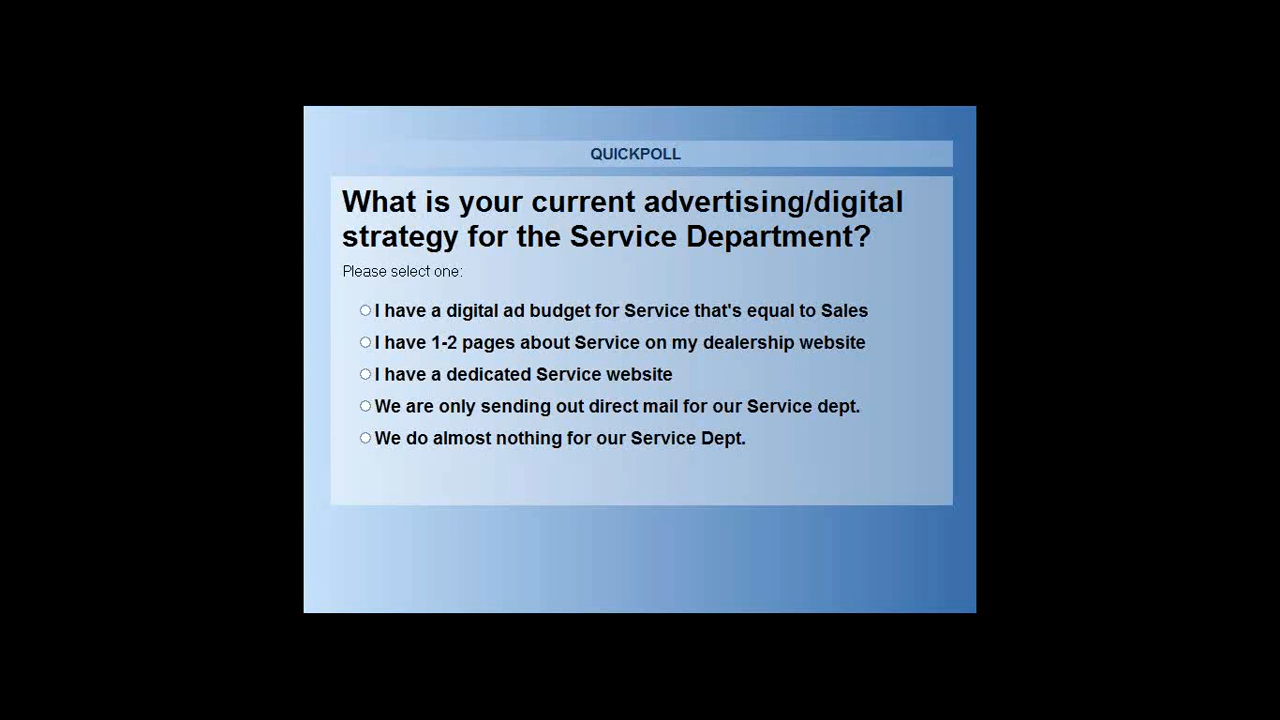 QUICKPOLL
What is your current advertising/digital
strategy for the Service Department?
Please select one:
I have a digital ad budget for Service that's equal to Sales
I have 1-2 pages about Service on my dealership website
I have a dedicated Service website
We are only sending out direct mail for our Service dept.
We do almost nothing for our Service Dept.